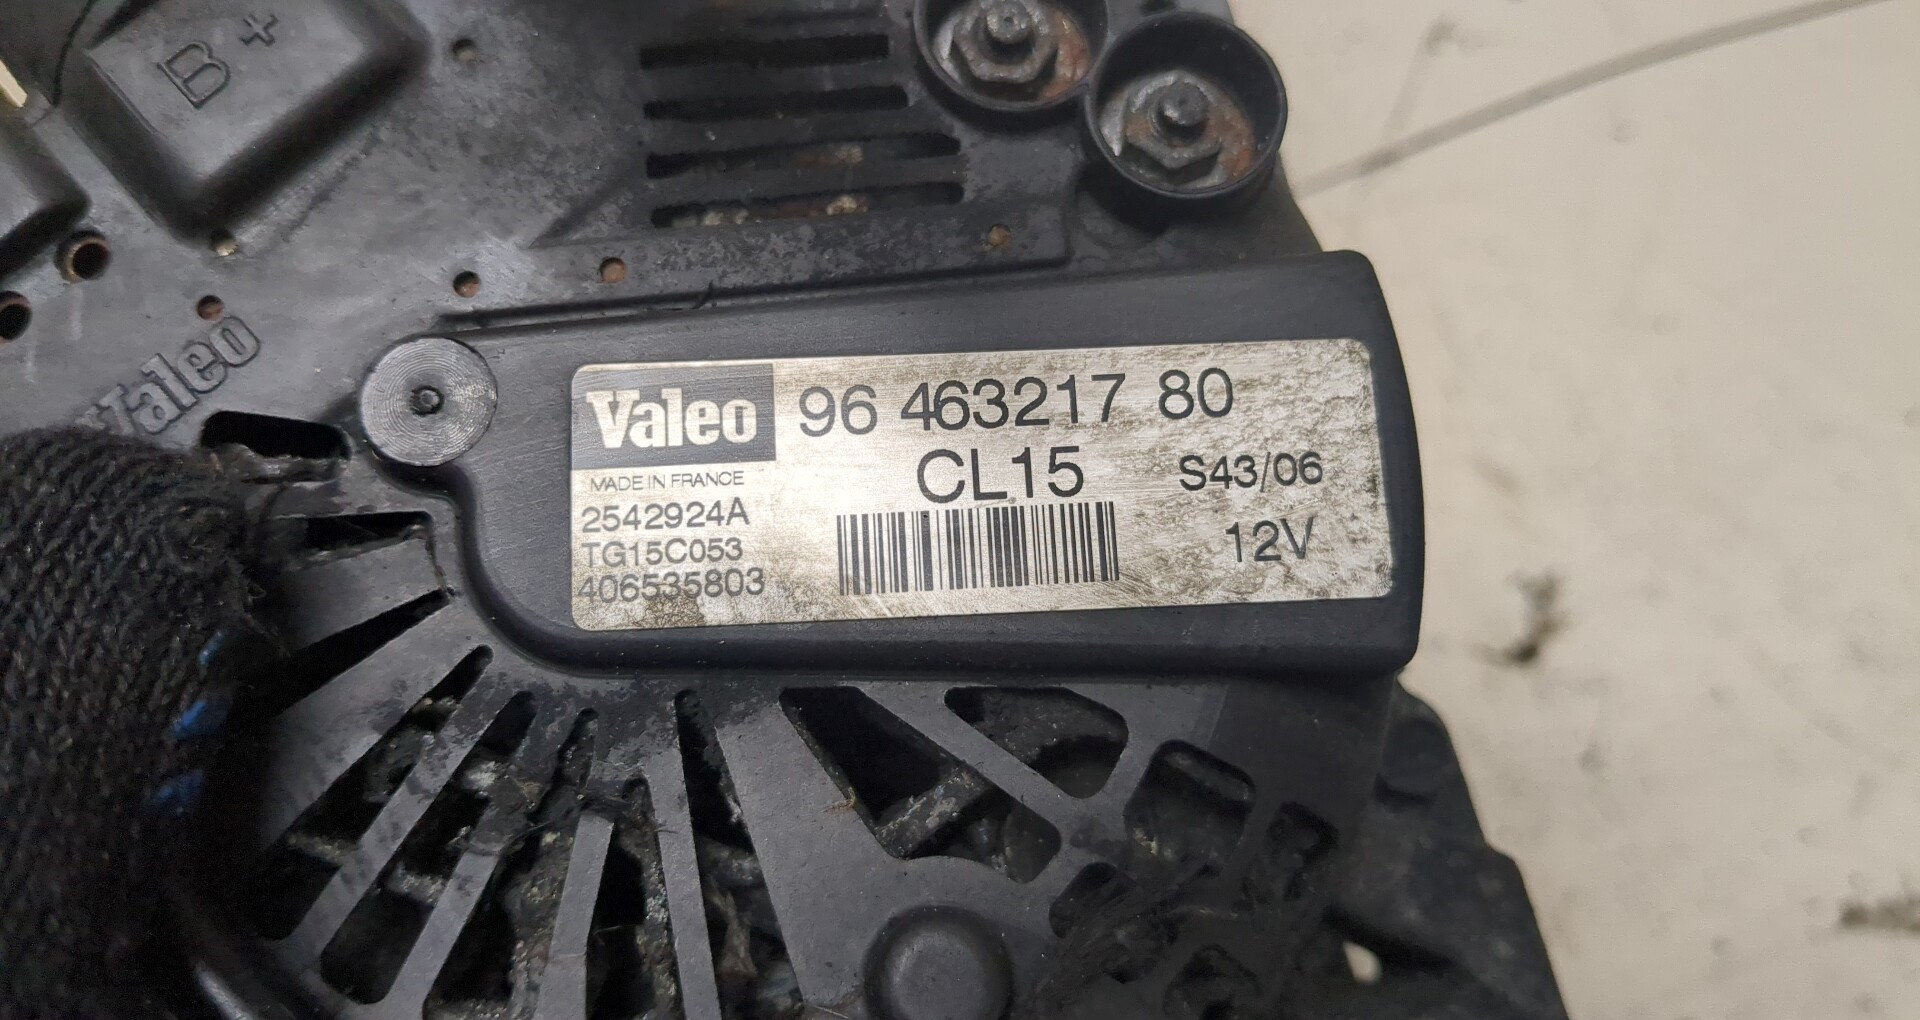 B+
Valeo
Valeo 96 463217 80
MADE IN FRANCE
CL15 S43/06
2542924A
TG15C053 12V
406535803